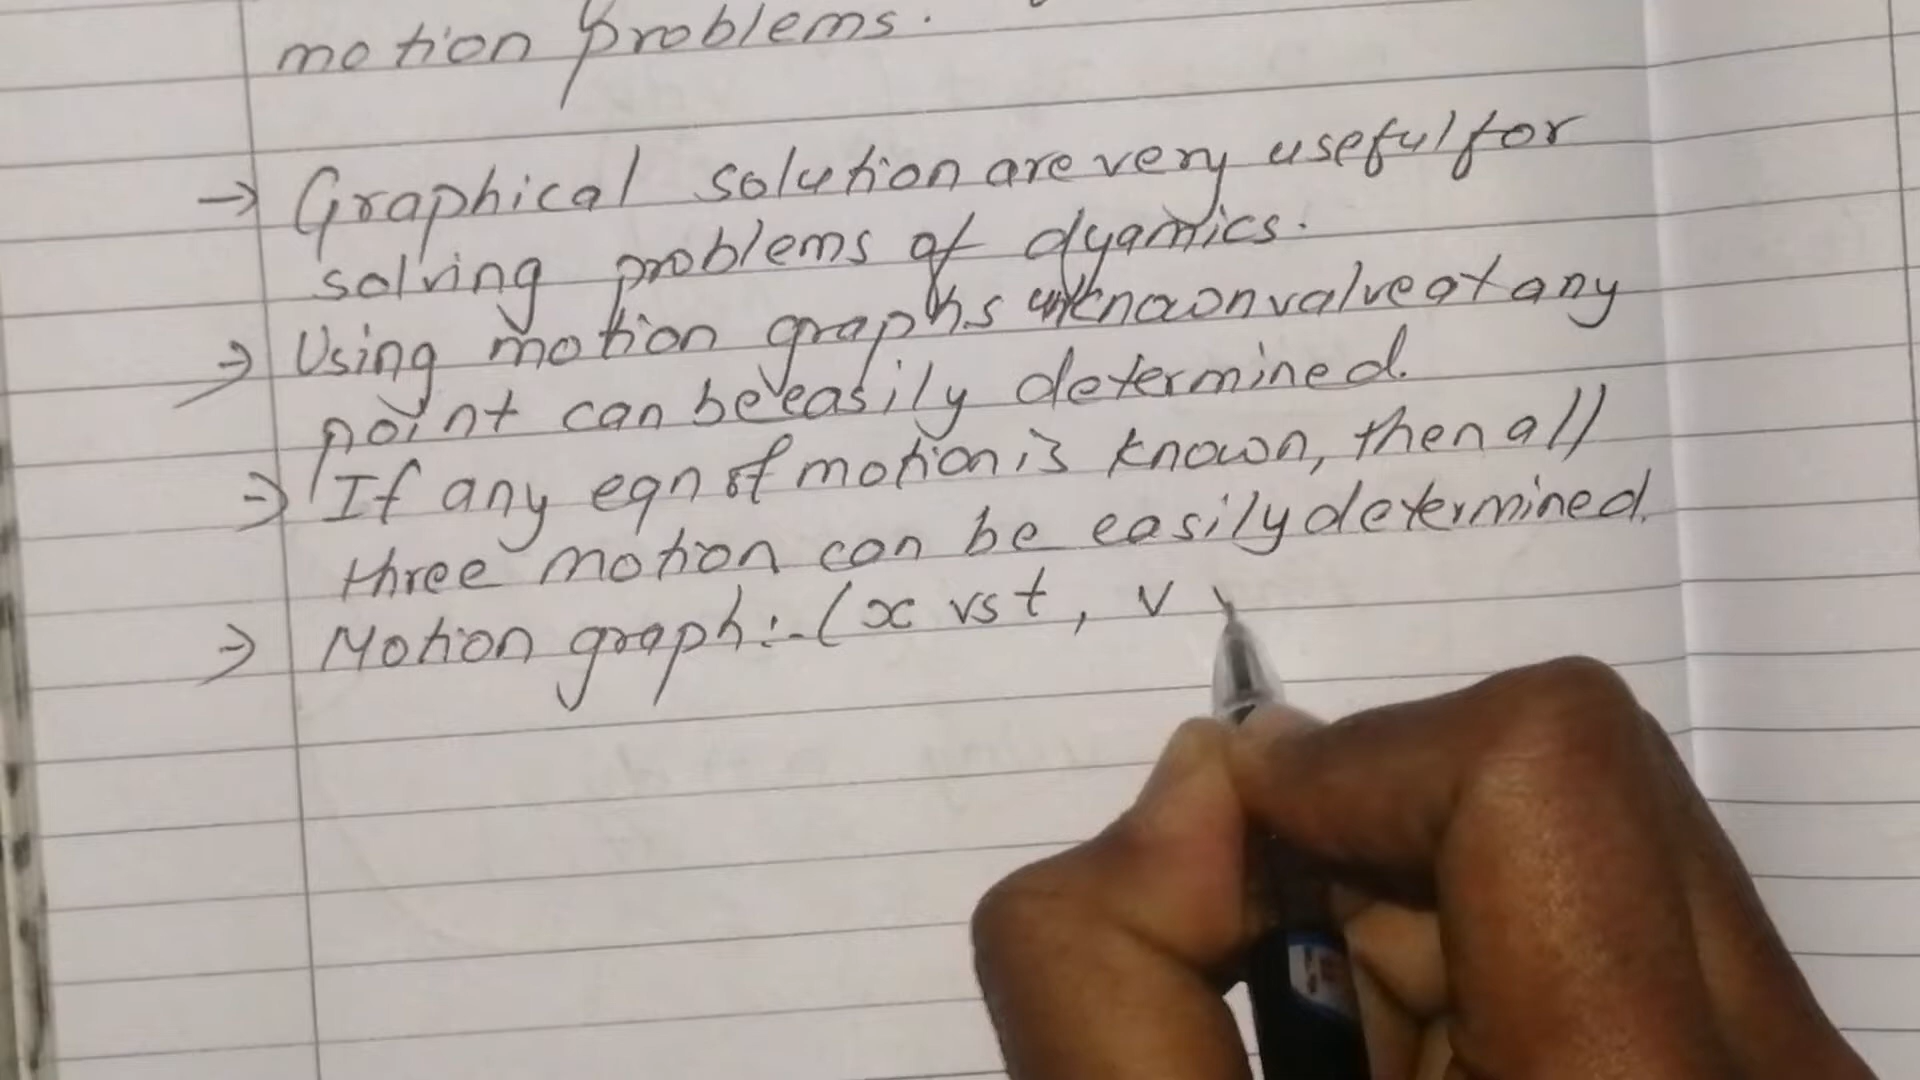 motion problems.
→ Graphical solution are very useful for
solving problems of dyamics.
⇒ Using motion graphs unknown value at any
point can be easily determined.
⇒ If any eqn of motion is known, then all
three motion can be easily determined.
⇒ Motion graph:-(x vs t, v